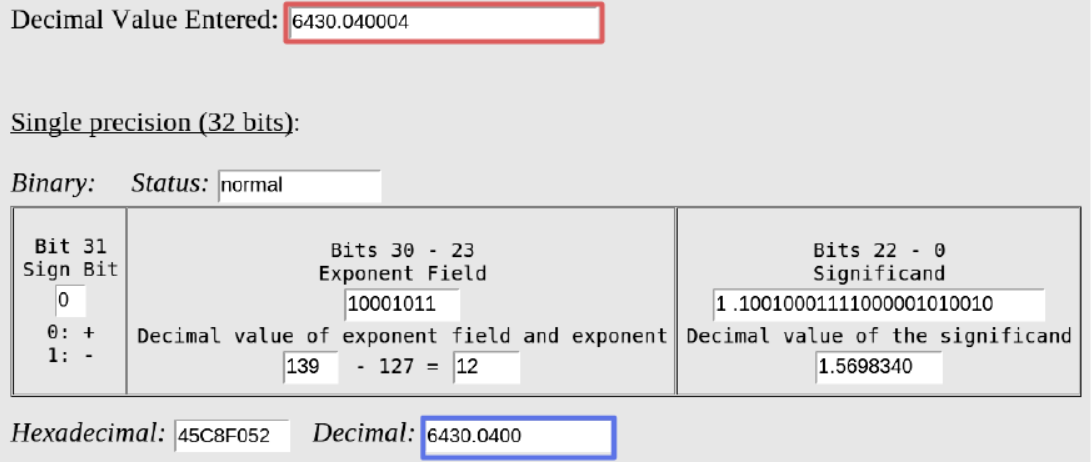 Decimal Value Entered: 6430.040004
Single precision (32 bits):
Binary: Status: normal
Bit 31 Bits 30 - 23 Bits 22 - 0
Sign Bit Exponent Field Significand
0 10001011 1 .10010001111000001010010
0: + Decimal value of exponent field and exponent Decimal value of the significand
1: - 139 - 127 = 12 1.5698340
Hexadecimal: 45C8F052 Decimal: 6430.0400